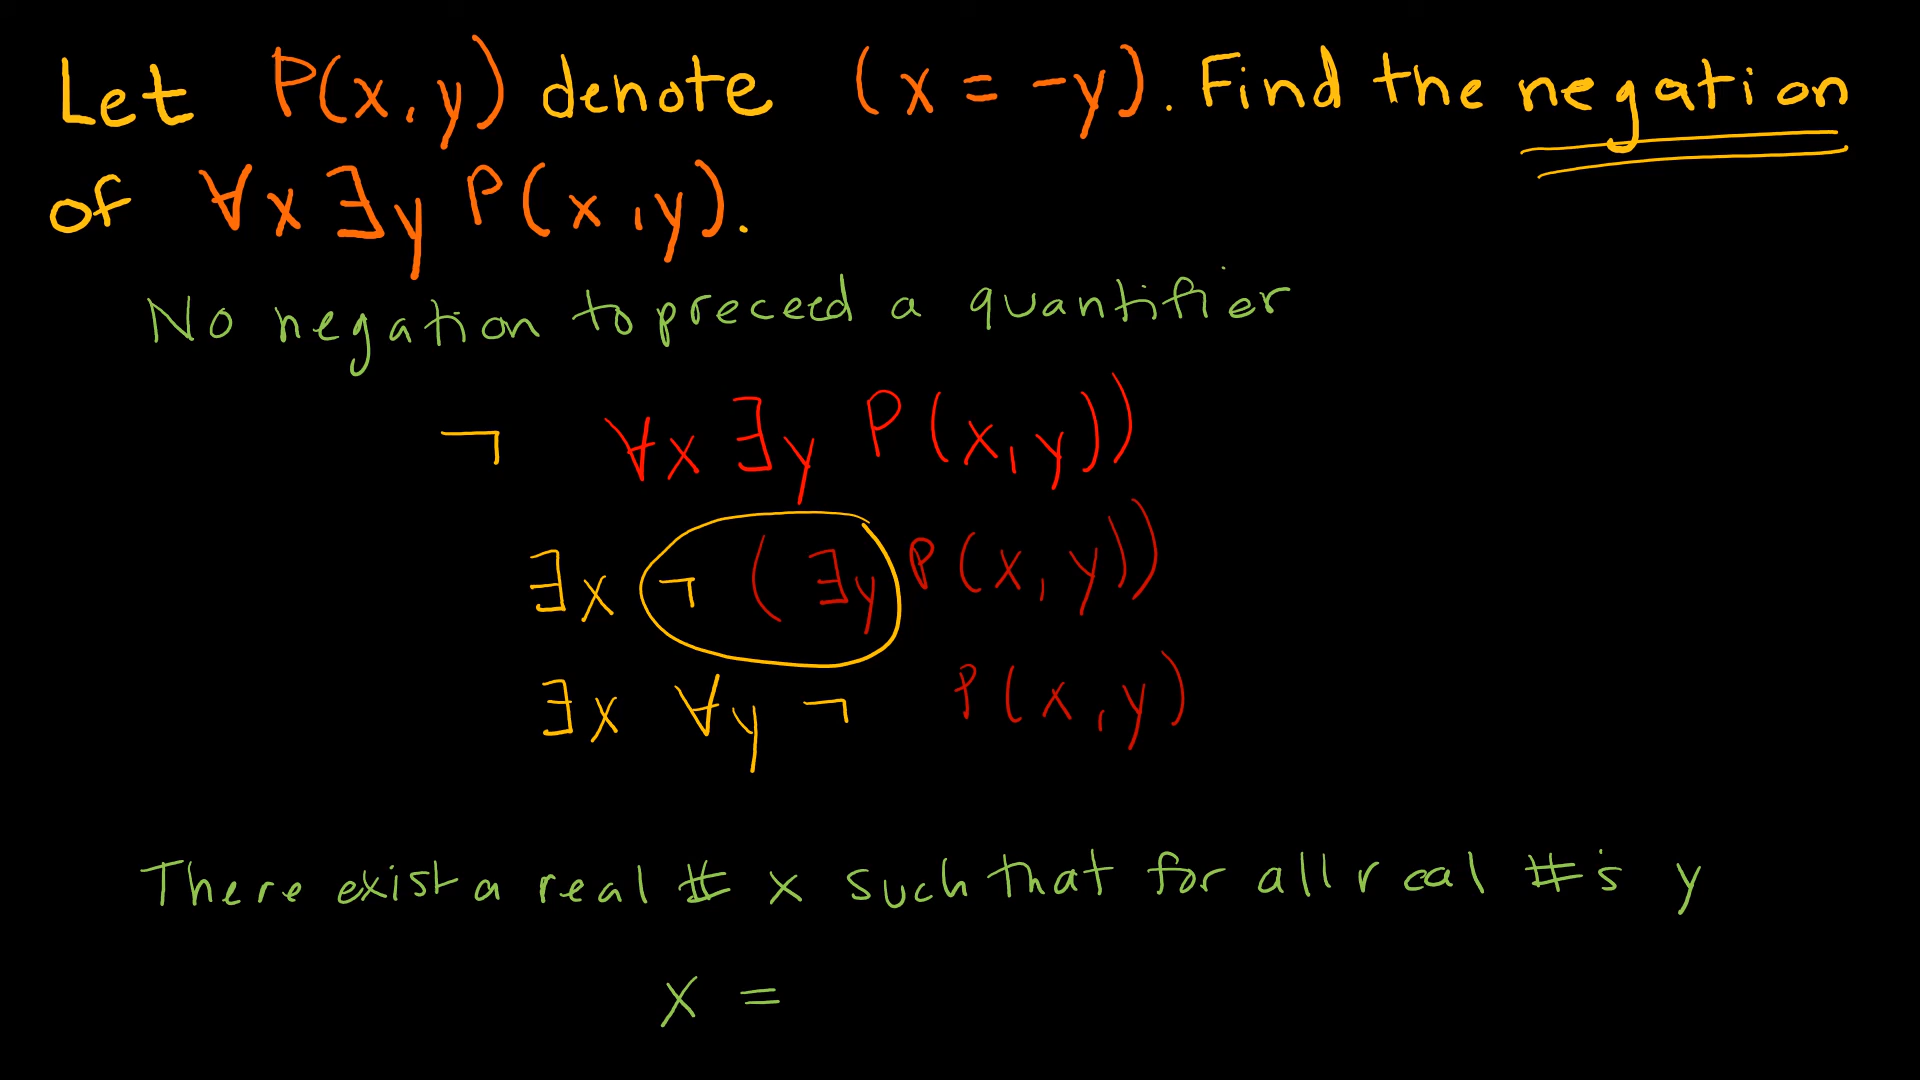 Let P(x,y) denote (x = -y). Find the negation
of ∀x ∃y P(x,y).
No negation to preceed a quantifier
¬ ∀x ∃y P(x,y))
∃x ¬ (∃y P(x,y))
∃x ∀y ¬ P(x,y)
There exist a real # x such that for all real #'s y
x =